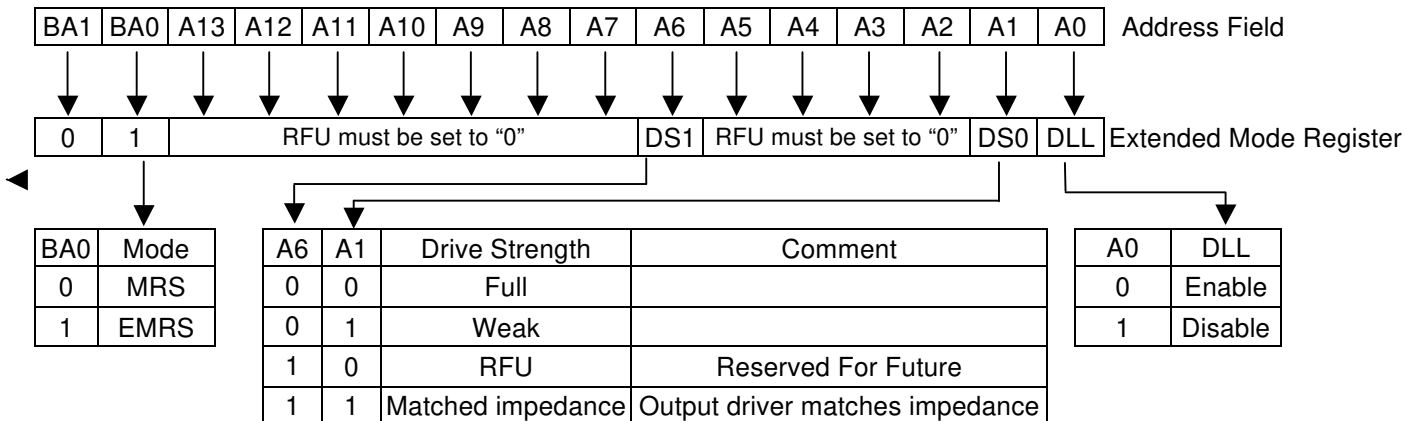 BA1 BA0 A13 A12 A11 A10 A9 A8 A7 A6 A5 A4 A3 A2 A1 A0 Address Field
0 1 RFU must be set to “0” DS1 RFU must be set to “0” DS0 DLL Extended Mode Register
BA0 Mode
0 MRS
1 EMRS
A6 A1 Drive Strength Comment
0 0 Full
0 1 Weak
1 0 RFU Reserved For Future
1 1 Matched impedance Output driver matches impedance
A0 DLL
0 Enable
1 Disable